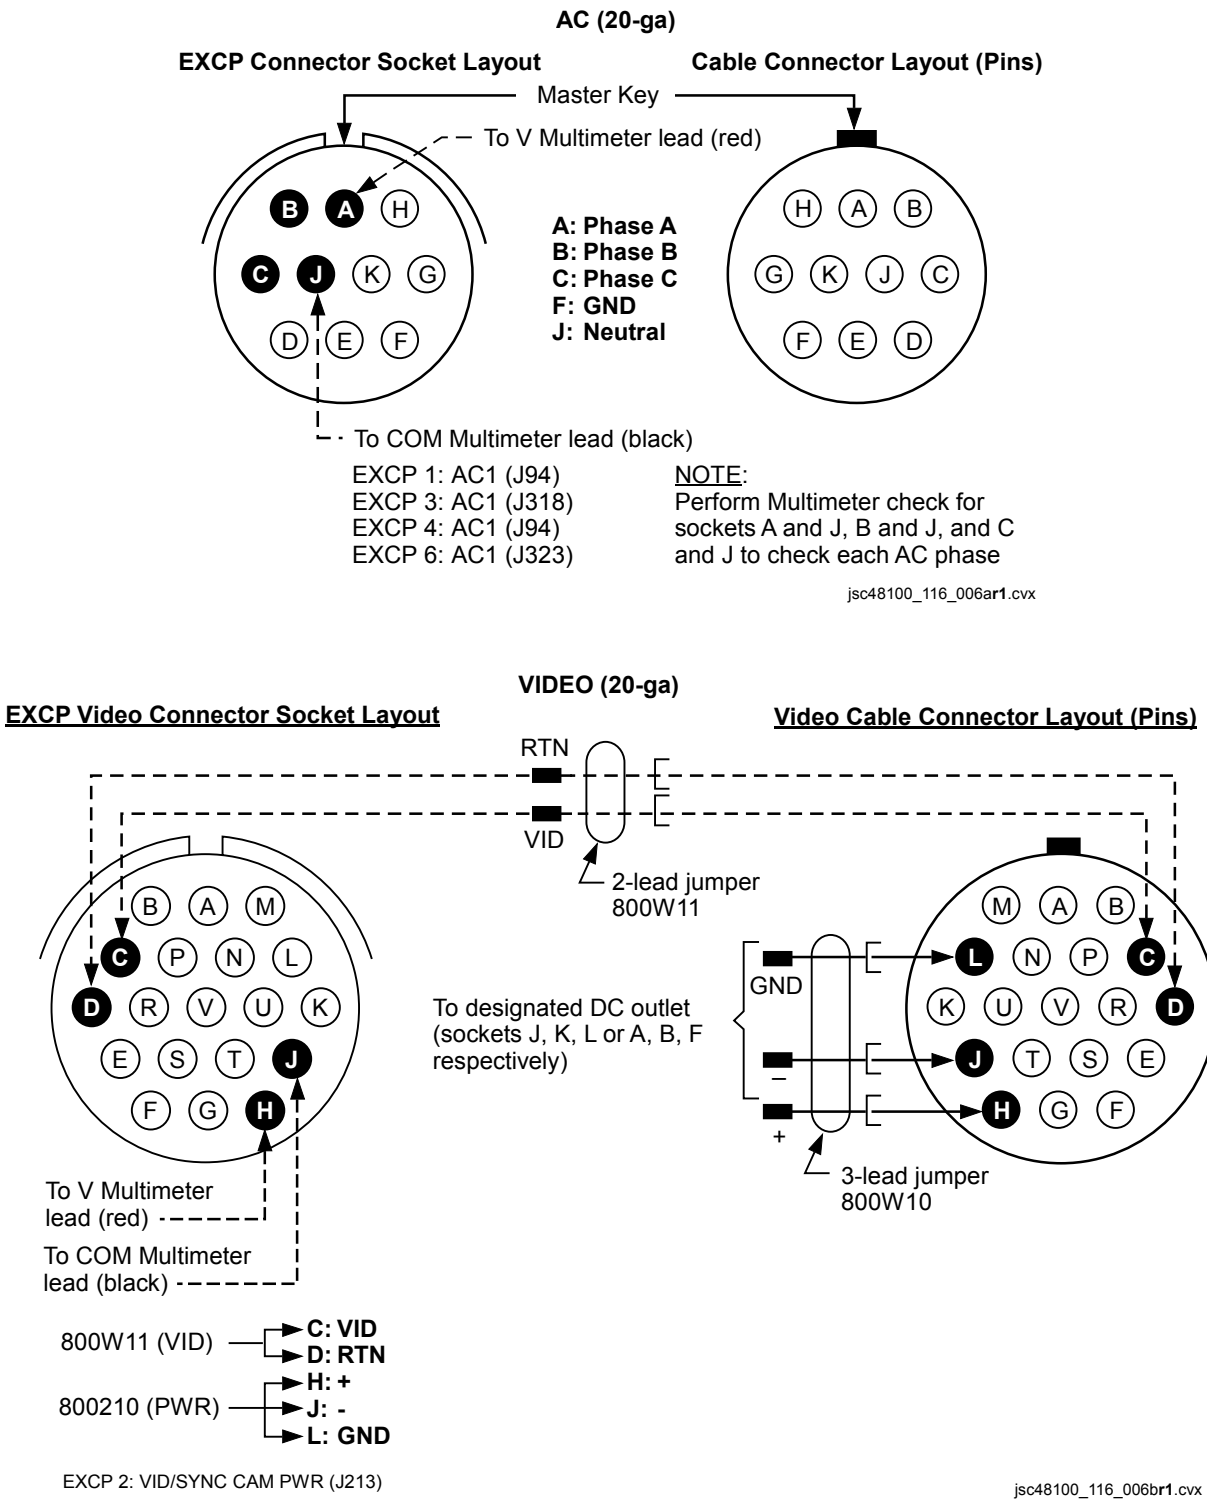 AC (20-ga)
EXCP Connector Socket Layout
Cable Connector Layout (Pins)
Master Key
To V Multimeter lead (red)
B A H
C J K G
D E F
A: Phase A
B: Phase B
C: Phase C
F: GND
J: Neutral
H A B
G K J C
F E D
To COM Multimeter lead (black)
EXCP 1: AC1 (J94)
EXCP 3: AC1 (J318)
EXCP 4: AC1 (J94)
EXCP 6: AC1 (J323)
NOTE:
Perform Multimeter check for
sockets A and J, B and J, and C
and J to check each AC phase
jsc48100_116_006ar1.cvx
VIDEO (20-ga)
EXCP Video Connector Socket Layout
Video Cable Connector Layout (Pins)
RTN
VID
2-lead jumper
800W11
B A M
C P N L
D R V U K
E S T J
F G H
To designated DC outlet
(sockets J, K, L or A, B, F
respectively)
GND
–
+
3-lead jumper
800W10
M A B
L N P C
K U V R D
J T S E
H G F
To V Multimeter
lead (red)
To COM Multimeter
lead (black)
800W11 (VID)
C: VID
D: RTN
800210 (PWR)
H: +
J: -
L: GND
EXCP 2: VID/SYNC CAM PWR (J213)
jsc48100_116_006br1.cvx